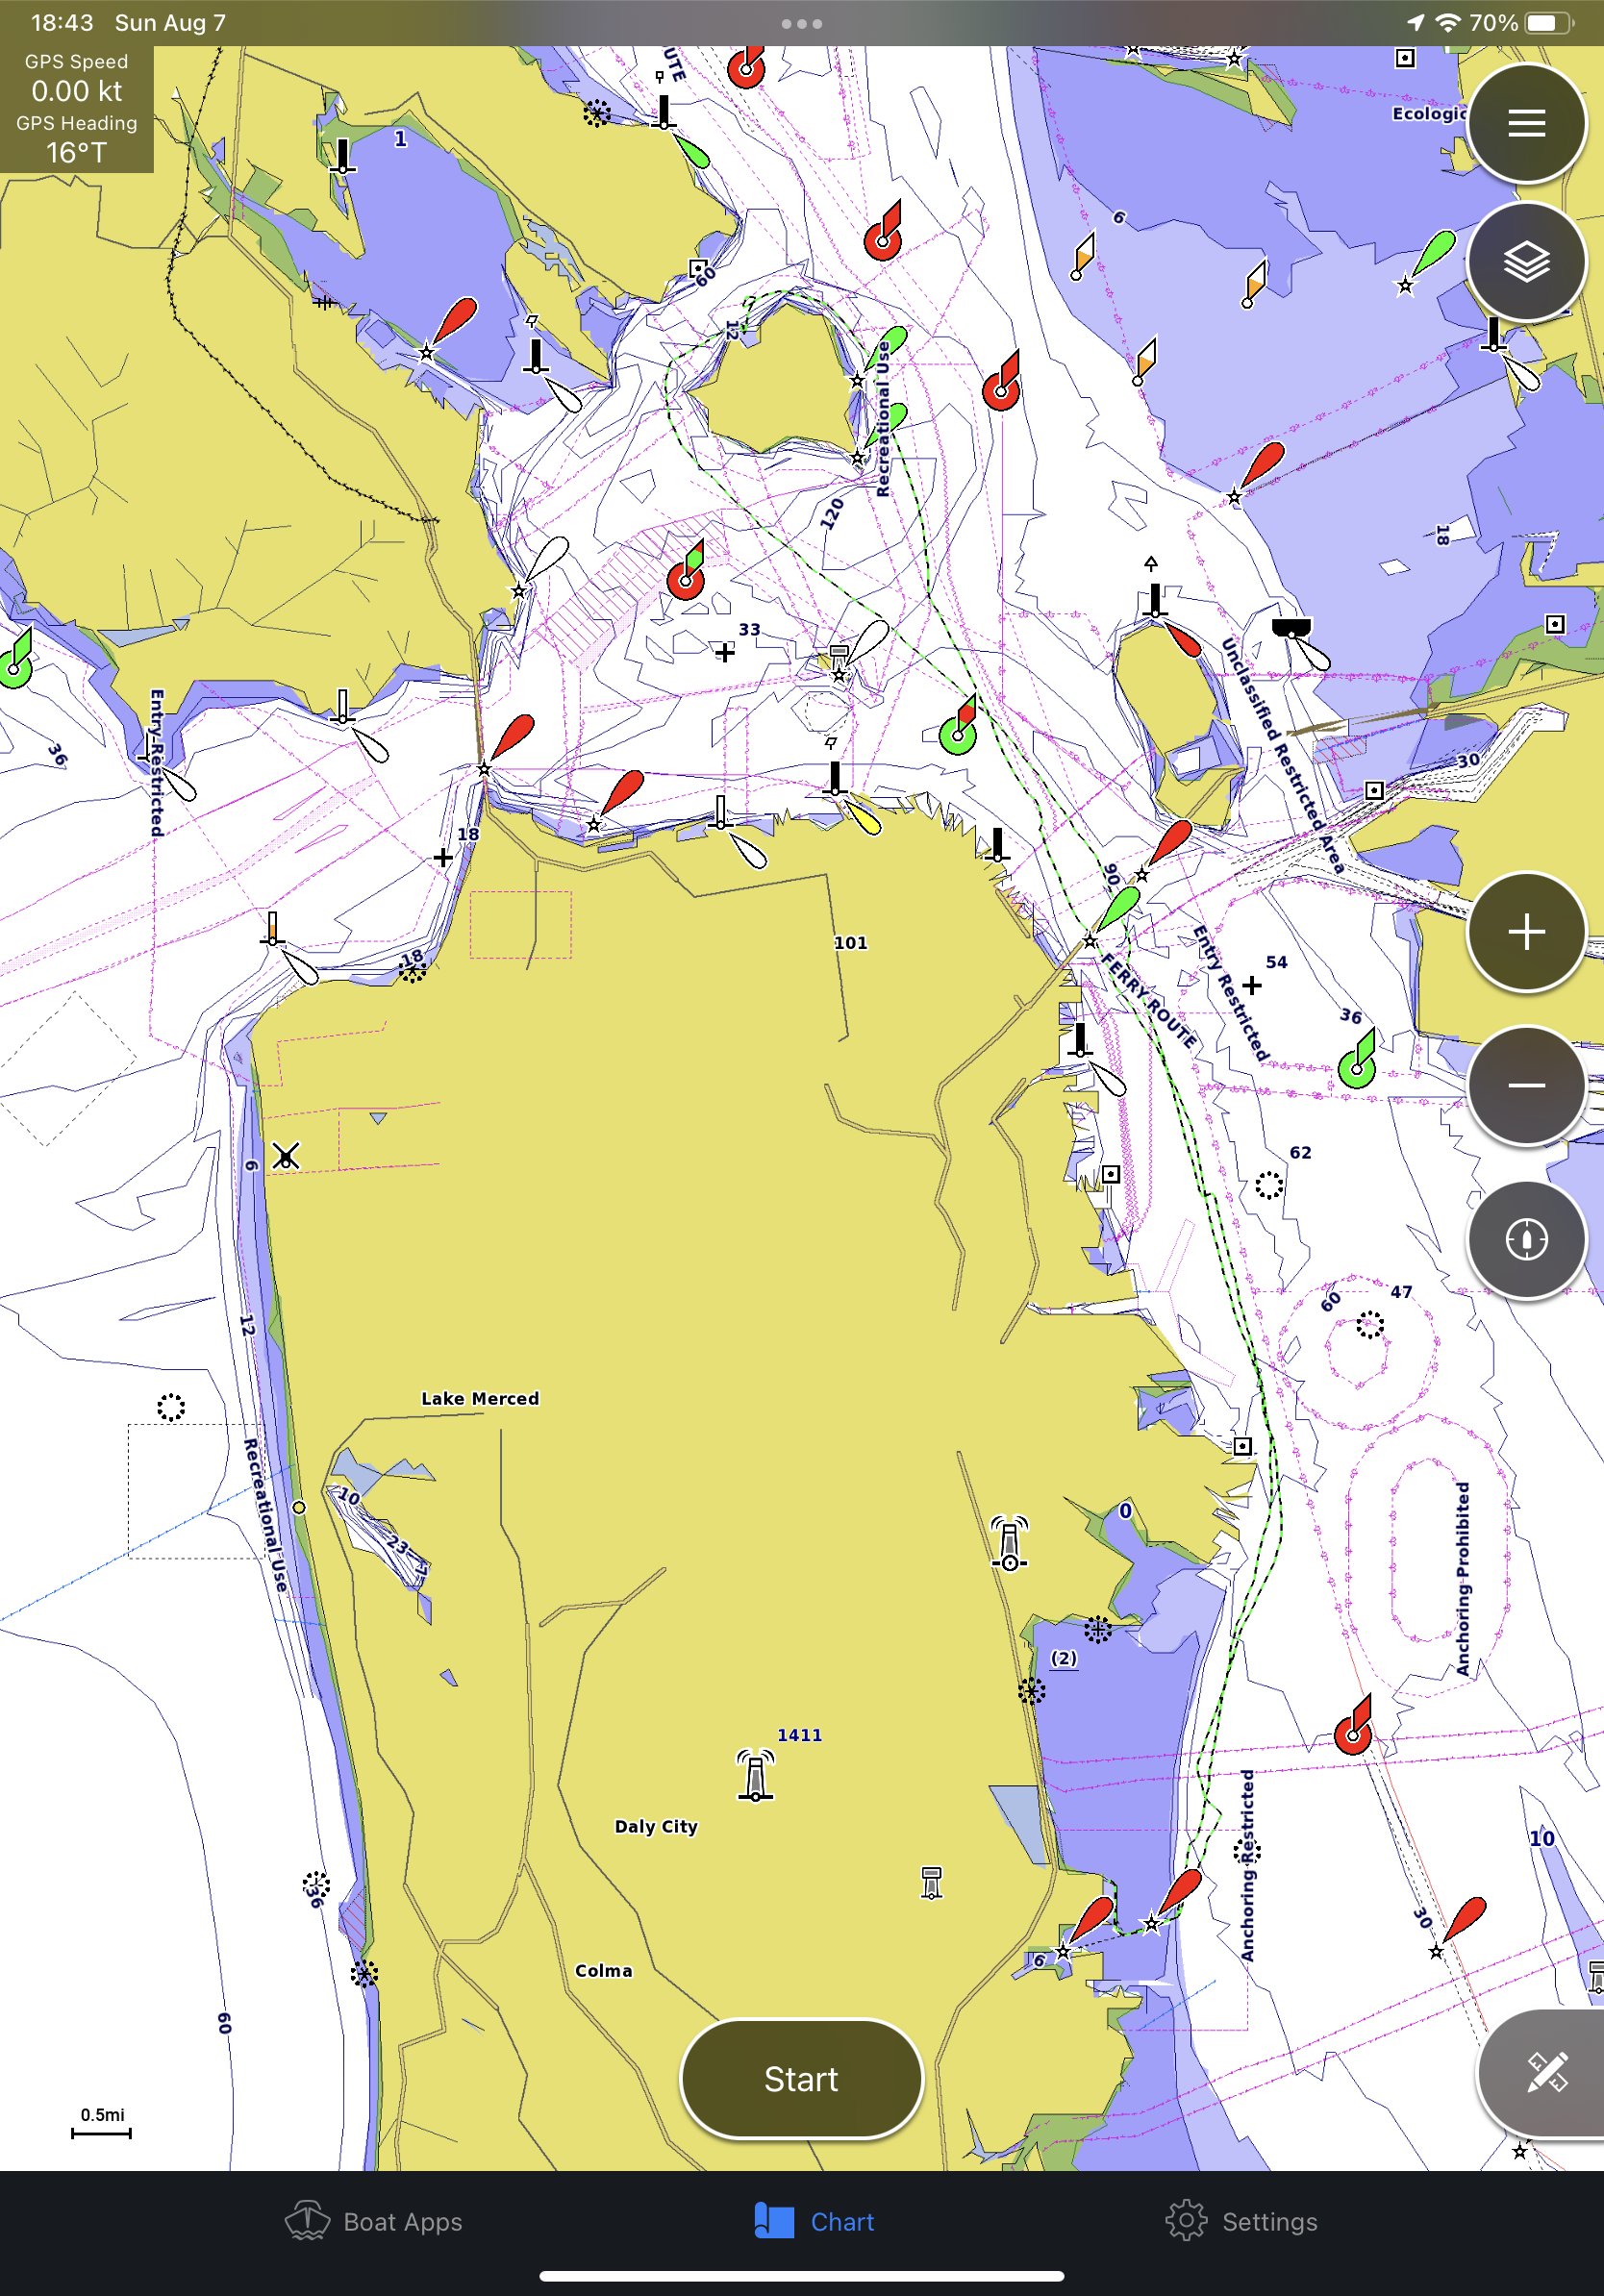 18:43 Sun Aug 7
70%
GPS Speed
0.00 kt
GPS Heading
16°T
UTE
Ecologic
1
6
60
12
Recreational Use
120
18
33
Unclassified Restricted Area
Entry Restricted
36
30
18
90
101
18
FERRY ROUTE
Entry Restricted
54
36
6
62
12
60
47
Lake Merced
Recreational Use
10
23
0
Anchoring Prohibited
(2)
1411
Daly City
Anchoring Restricted
10
36
30
6
Colma
60
Start
0.5mi
Boat Apps
Chart
Settings